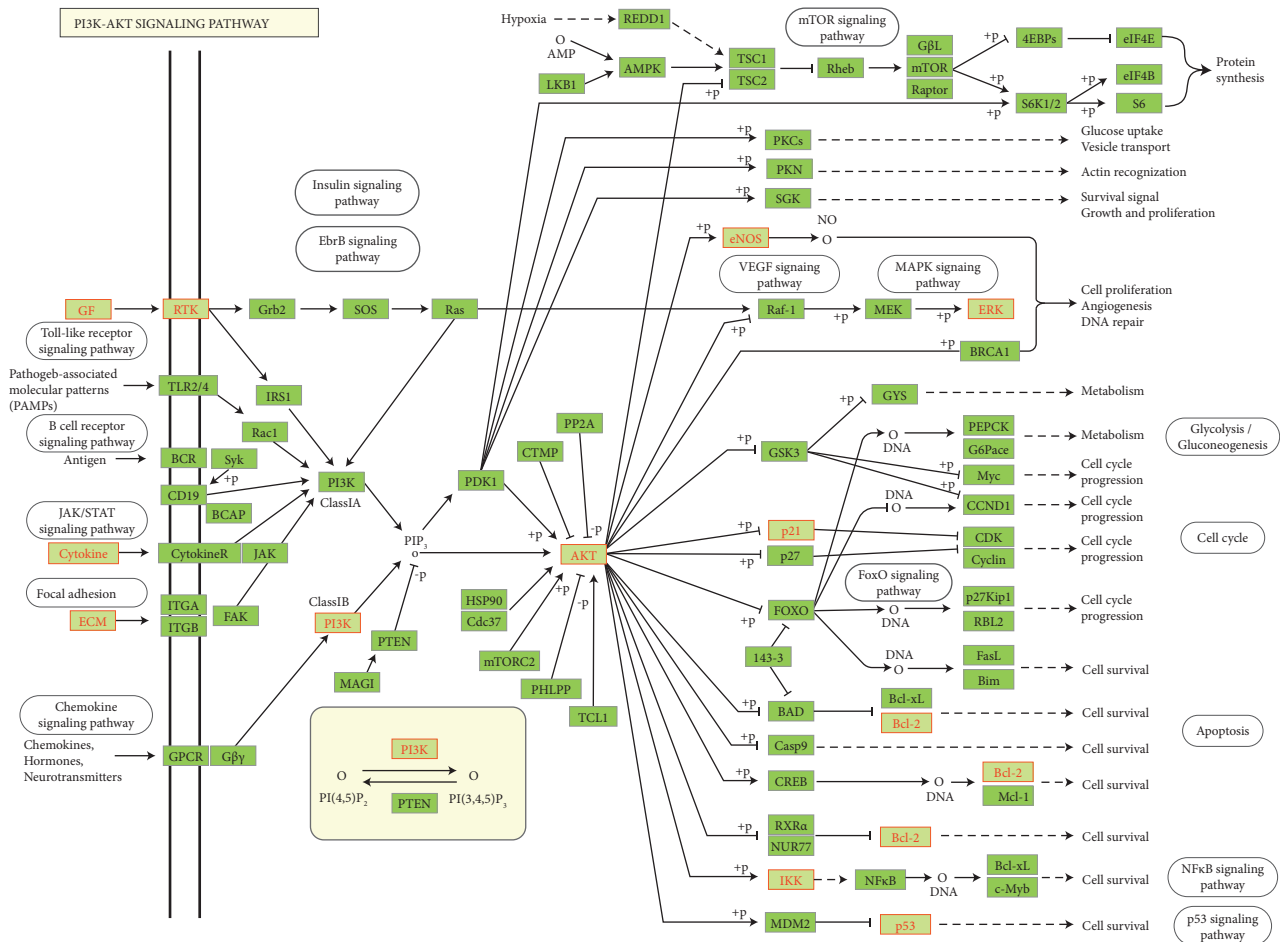 PI3K-AKT SIGNALING PATHWAY
Hypoxia
REDD1
mTOR signaling
pathway
O
AMP
LKB1
AMPK
TSC1
TSC2
+p
Rheb
GβL
mTOR
Raptor
+p
4EBPs
eIF4E
+p
S6K1/2
+p
+p
+p
eIF4B
S6
Protein
synthesis
+p
PKCs
Glucose uptake
Vesicle transport
+p
PKN
Actin recognization
+p
SGK
Survival signal
Growth and proliferation
Insulin signaling
pathway
EbrB signaling
pathway
+p
eNOS
NO
O
VEGF signaing
pathway
MAPK signaing
pathway
GF
RTK
Grb2
SOS
Ras
Raf-1
+p
+p
MEK
+p
ERK
Cell proliferation
Angiogenesis
DNA repair
+p
BRCA1
Toll-like receptor
signaling pathway
Pathogeb-associated
molecular patterns
(PAMPs)
TLR2/4
IRS1
Rac1
B cell receptor
signaling pathway
Antigen
BCR
Syk
+p
CD19
BCAP
PI3K
ClassIA
PDK1
CTMP
PP2A
+p
-p
JAK/STAT
signaling pathway
Cytokine
CytokineR
JAK
PIP3
o
-p
AKT
Focal adhesion
ECM
ITGA
ITGB
FAK
ClassIB
PI3K
PTEN
MAGI
HSP90
Cdc37
+p
+p
-p
mTORC2
PHLPP
TCL1
Chemokine
signaling pathway
Chemokines,
Hormones,
Neurotransmitters
GPCR
Gβγ
PI3K
O
O
PI(4,5)P2
PTEN
PI(3,4,5)P3
+p
GYS
Metabolism
+p
GSK3
O
DNA
PEPCK
G6Pace
Metabolism
Glycolysis /
Gluconeogenesis
+p
Myc
Cell cycle
progression
+p
DNA
O
CCND1
Cell cycle
progression
+p
p21
CDK
Cyclin
Cell cycle
progression
Cell cycle
+p
p27
FoxO signaling
pathway
+p
FOXO
O
DNA
p27Kip1
RBL2
Cell cycle
progression
143-3
DNA
O
FasL
Bim
Cell survival
+p
BAD
Bcl-xL
Bcl-2
Cell survival
Apoptosis
+p
Casp9
Cell survival
+p
CREB
O
DNA
Bcl-2
Mcl-1
Cell survival
+p
RXRα
NUR77
Bcl-2
Cell survival
+p
IKK
NFκB
O
DNA
Bcl-xL
c-Myb
Cell survival
NFκB signaling
pathway
+p
MDM2
p53
Cell survival
p53 signaling
pathway